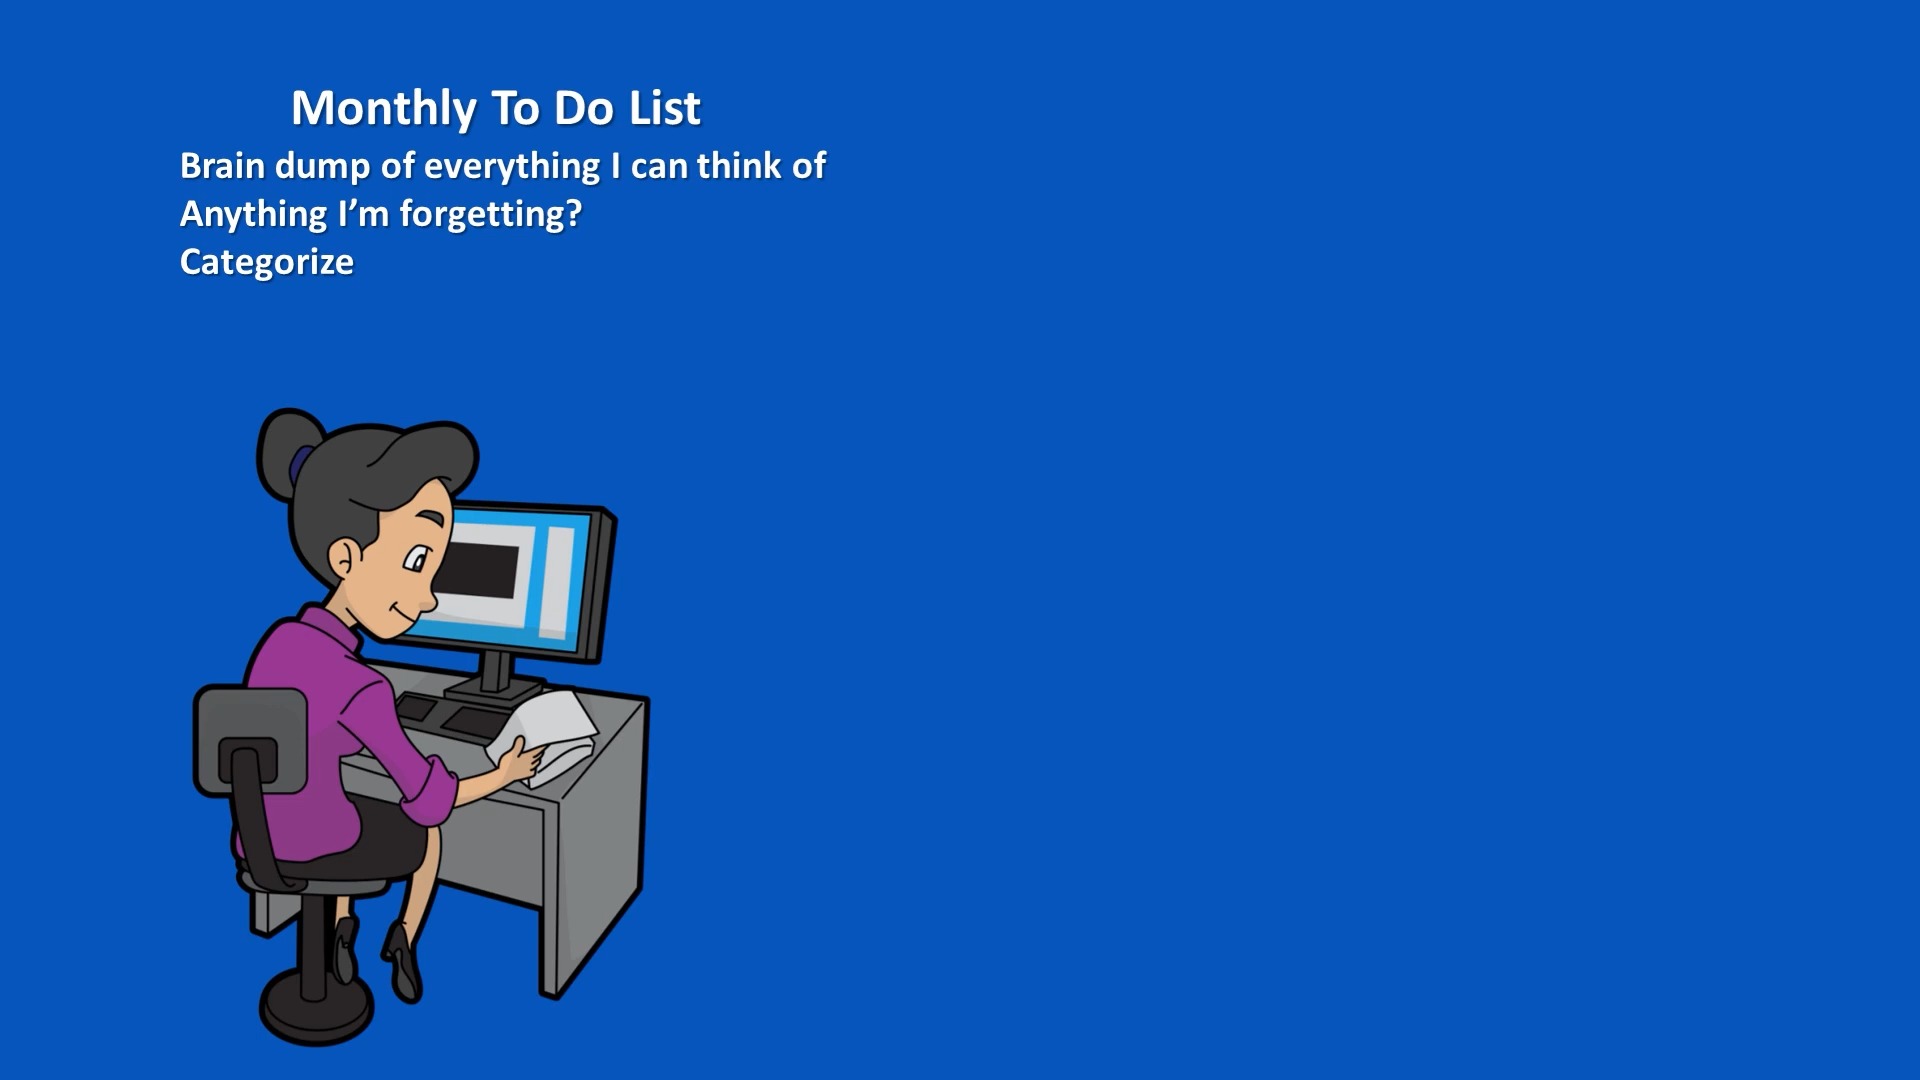 Monthly To Do List
Brain dump of everything I can think of
Anything I’m forgetting?
Categorize